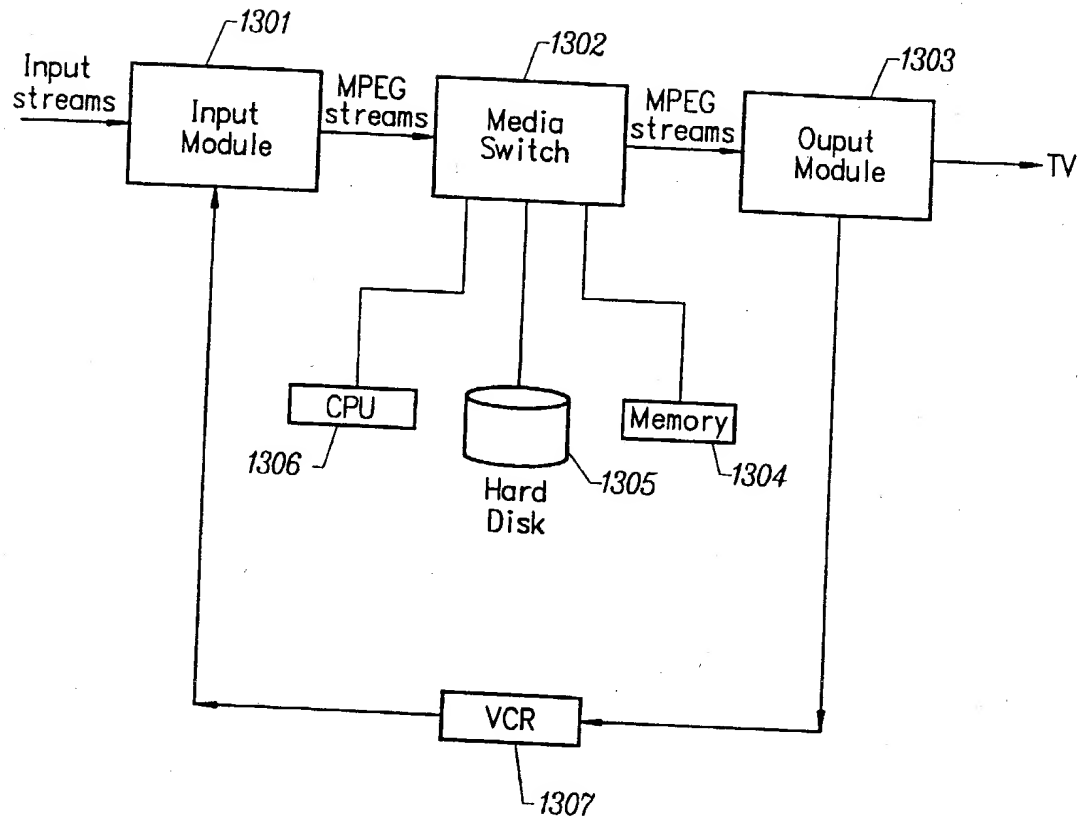 1301
1302
1303
Input
streams
Input
Module
MPEG
streams
Media
Switch
MPEG
streams
Ouput
Module
TV
CPU
1306
Hard
Disk
1305
Memory
1304
VCR
1307